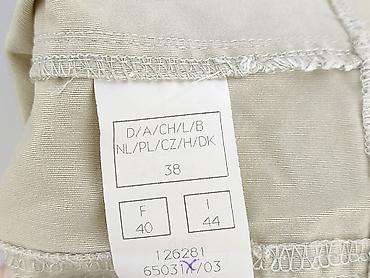 D/A/CH/L/B
NL/PL/CZ/H/DK
38
F I
40 44
126281
65031X/03